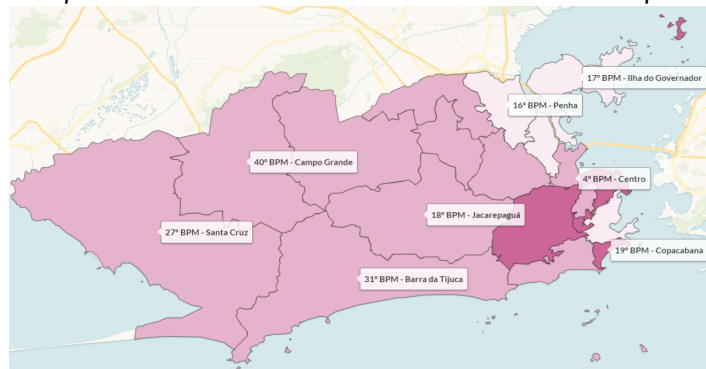 17º BPM - Ilha do Governador
16º BPM - Penha
40º BPM - Campo Grande
4º BPM - Centro
18º BPM - Jacarepaguá
27º BPM - Santa Cruz
19º BPM - Copacabana
31º BPM - Barra da Tijuca